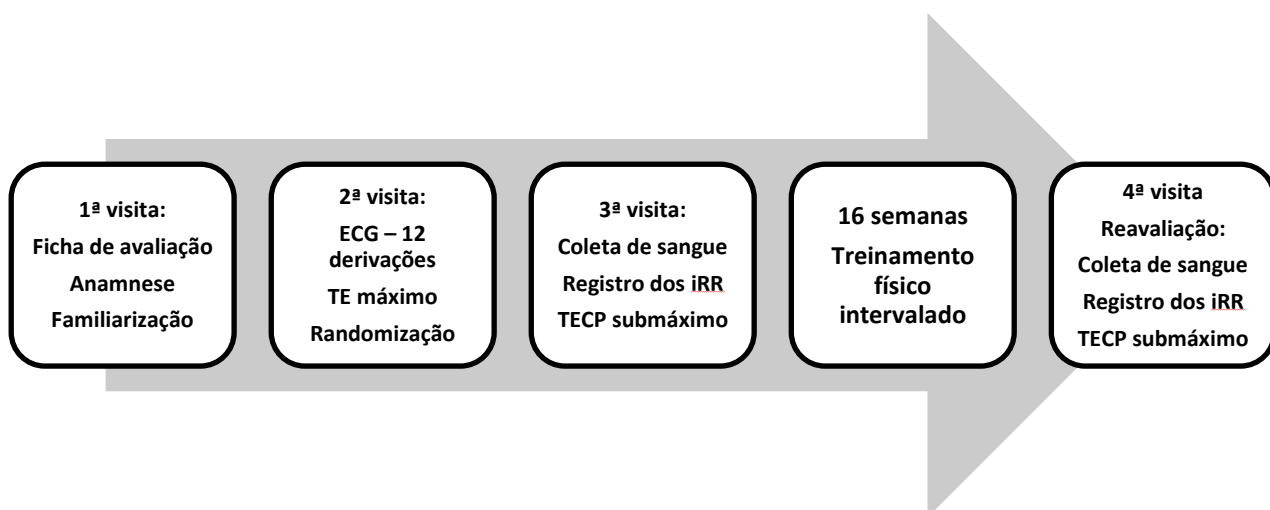 1ª visita:
Ficha de avaliação
Anamnese
Familiarização
2ª visita:
ECG – 12
derivações
TE máximo
Randomização
3ª visita:
Coleta de sangue
Registro dos iRR
TECP submáximo
16 semanas
Treinamento
físico
intervalado
4ª visita
Reavaliação:
Coleta de sangue
Registro dos iRR
TECP submáximo